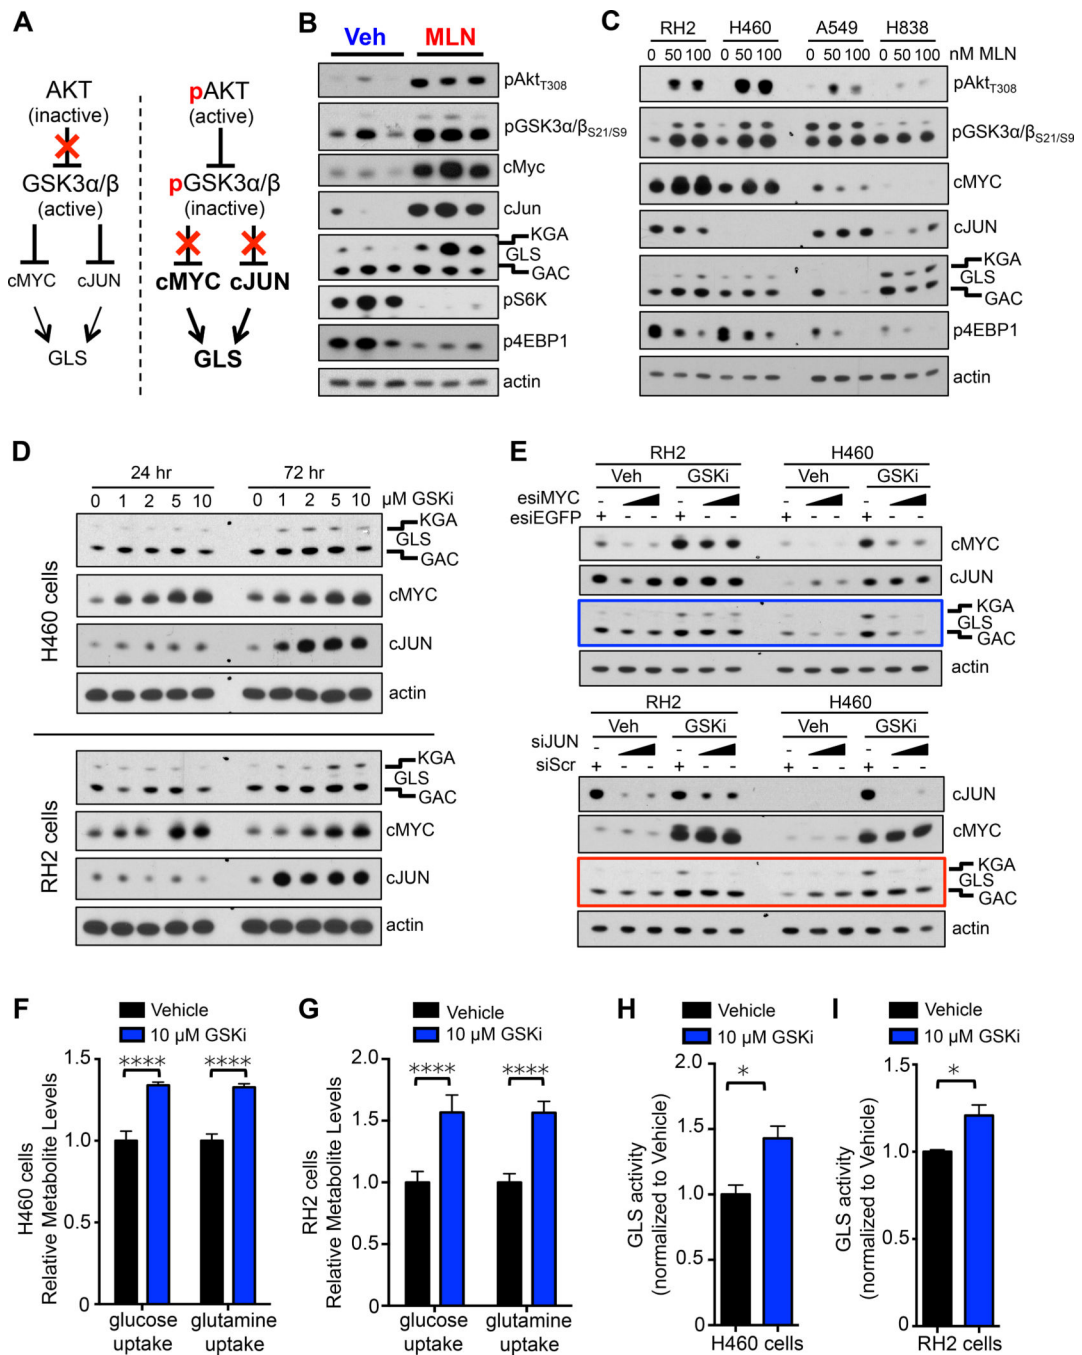 A
AKT
(inactive)
GSK3α/β
(active)
cMYC cJUN
GLS
pAKT
(active)
pGSK3α/β
(inactive)
cMYC cJUN
GLS
B
Veh MLN
pAktT308
pGSK3α/βS21/S9
cMyc
cJun
KGA
GLS
GAC
pS6K
p4EBP1
actin
C
RH2 H460 A549 H838
0 50 100 0 50 100 0 50 100 0 50 100 nM MLN
pAktT308
pGSK3α/βS21/S9
cMYC
cJUN
KGA
GLS
GAC
p4EBP1
actin
D
24 hr 72 hr
0 1 2 5 10 0 1 2 5 10 µM GSKi
H460 cells
KGA
GLS
GAC
cMYC
cJUN
actin
RH2 cells
KGA
GLS
GAC
cMYC
cJUN
actin
E
RH2 H460
Veh GSKi Veh GSKi
esiMYC - - - -
esiEGFP + - - + - - + - - + - -
cMYC
cJUN
KGA
GLS
GAC
actin
RH2 H460
Veh GSKi Veh GSKi
siJUN - - - -
siScr + - - + - - + - - + - -
cJUN
cMYC
KGA
GLS
GAC
actin
F
Vehicle
10 µM GSKi
H460 cells
Relative Metabolite Levels
1.5
1.0
0.5
0
**** ****
glucose uptake
glutamine uptake
G
Vehicle
10 µM GSKi
RH2 cells
Relative Metabolite Levels
2.0
1.5
1.0
0.5
0
**** ****
glucose uptake
glutamine uptake
H
Vehicle
10 µM GSKi
GLS activity
(normalized to Vehicle)
2.0
1.5
1.0
0.5
0.0
*
H460 cells
I
Vehicle
10 µM GSKi
GLS activity
(normalized to Vehicle)
1.5
1.0
0.5
0.0
*
RH2 cells